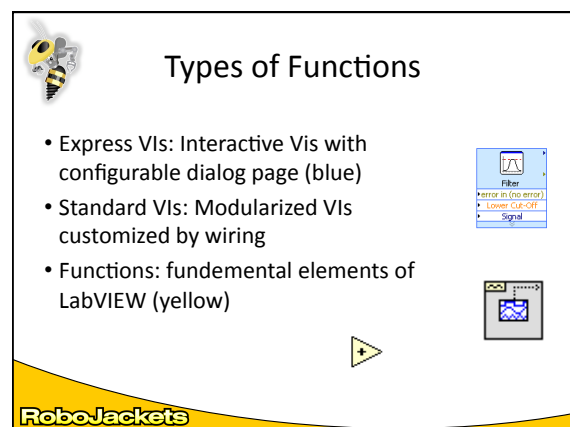 Types of Functions
• Express VIs: Interactive Vis with
configurable dialog page (blue)
• Standard VIs: Modularized VIs
customized by wiring
• Functions: fundemental elements of
LabVIEW (yellow)
Filter
error in (no error)
Lower Cut-Off
Signal
+
RoboJackets